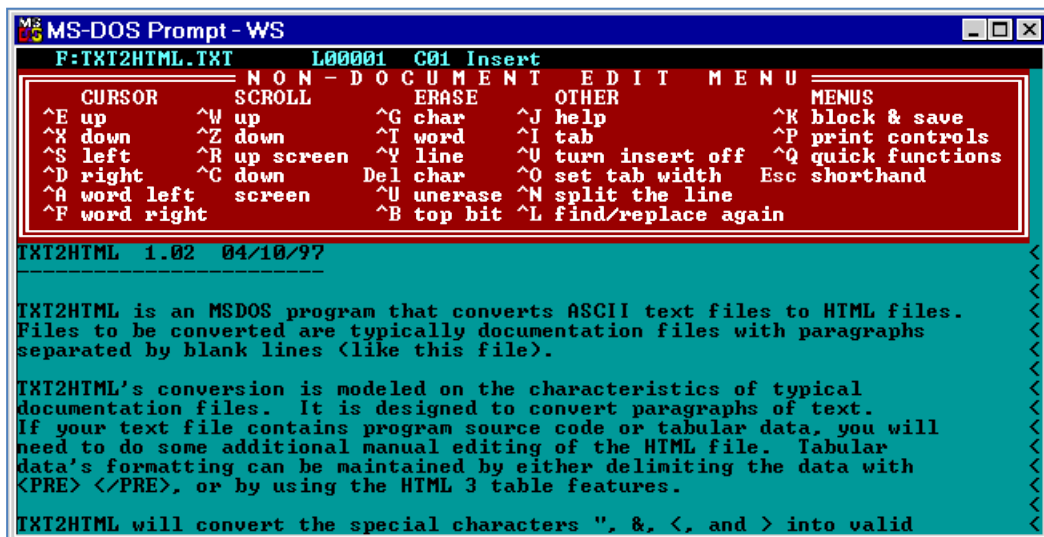 MS-DOS Prompt - WS
F:TXT2HTML.TXT L00001 C01 Insert
N O N - D O C U M E N T E D I T M E N U
CURSOR SCROLL ERASE OTHER MENUS
^E up ^W up ^G char ^J help ^K block & save
^X down ^Z down ^T word ^I tab ^P print controls
^S left ^R up screen ^Y line ^V turn insert off ^Q quick functions
^D right ^C down Del char ^O set tab width Esc shorthand
^A word left screen ^U unerase ^N split the line
^F word right ^B top bit ^L find/replace again
TXT2HTML 1.02 04/10/97 <
------------------------ <
<
TXT2HTML is an MSDOS program that converts ASCII text files to HTML files. <
Files to be converted are typically documentation files with paragraphs <
separated by blank lines (like this file). <
<
TXT2HTML's conversion is modeled on the characteristics of typical <
documentation files. It is designed to convert paragraphs of text. <
If your text file contains program source code or tabular data, you will <
need to do some additional manual editing of the HTML file. Tabular <
data's formatting can be maintained by either delimiting the data with <
<PRE> </PRE>, or by using the HTML 3 table features. <
<
TXT2HTML will convert the special characters ", &, <, and > into valid <